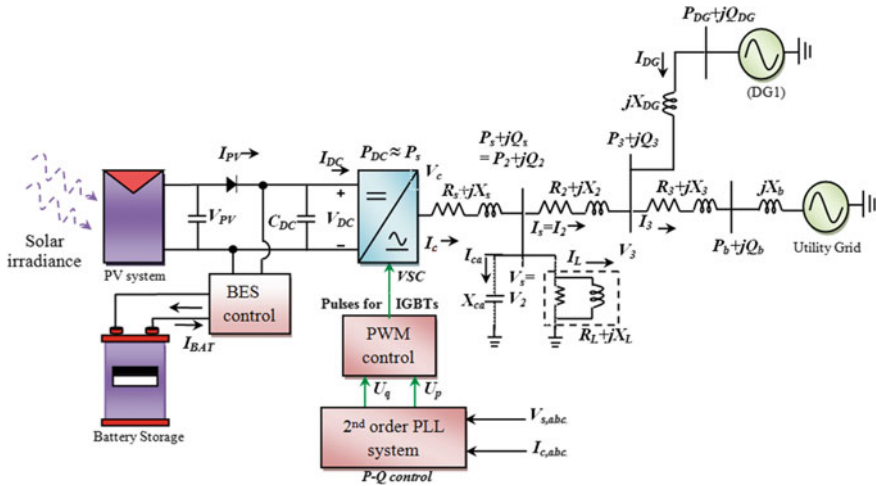 P_DG+jQ_DG
I_DG
(DG1)
jX_DG
P_s+jQ_s
= P_2+jQ_2
P_3+jQ_3
I_PV
I_DC
P_DC ≈ P_s
V_c
R_s+jX_s
R_2+jX_2
R_3+jX_3
jX_b
+
V_PV
C_DC
V_DC
−
I_c
I_s=I_2
I_3
V_3
P_b+jQ_b
Utility Grid
Solar
irradiance
PV system
VSC
I_ca
I_L
V_s=
V_2
X_ca
R_L+jX_L
BES
control
I_BAT
Pulses for IGBTs
PWM
control
U_q
U_p
Battery Storage
2nd order PLL
system
V_s,abc
I_c,abc
P-Q control